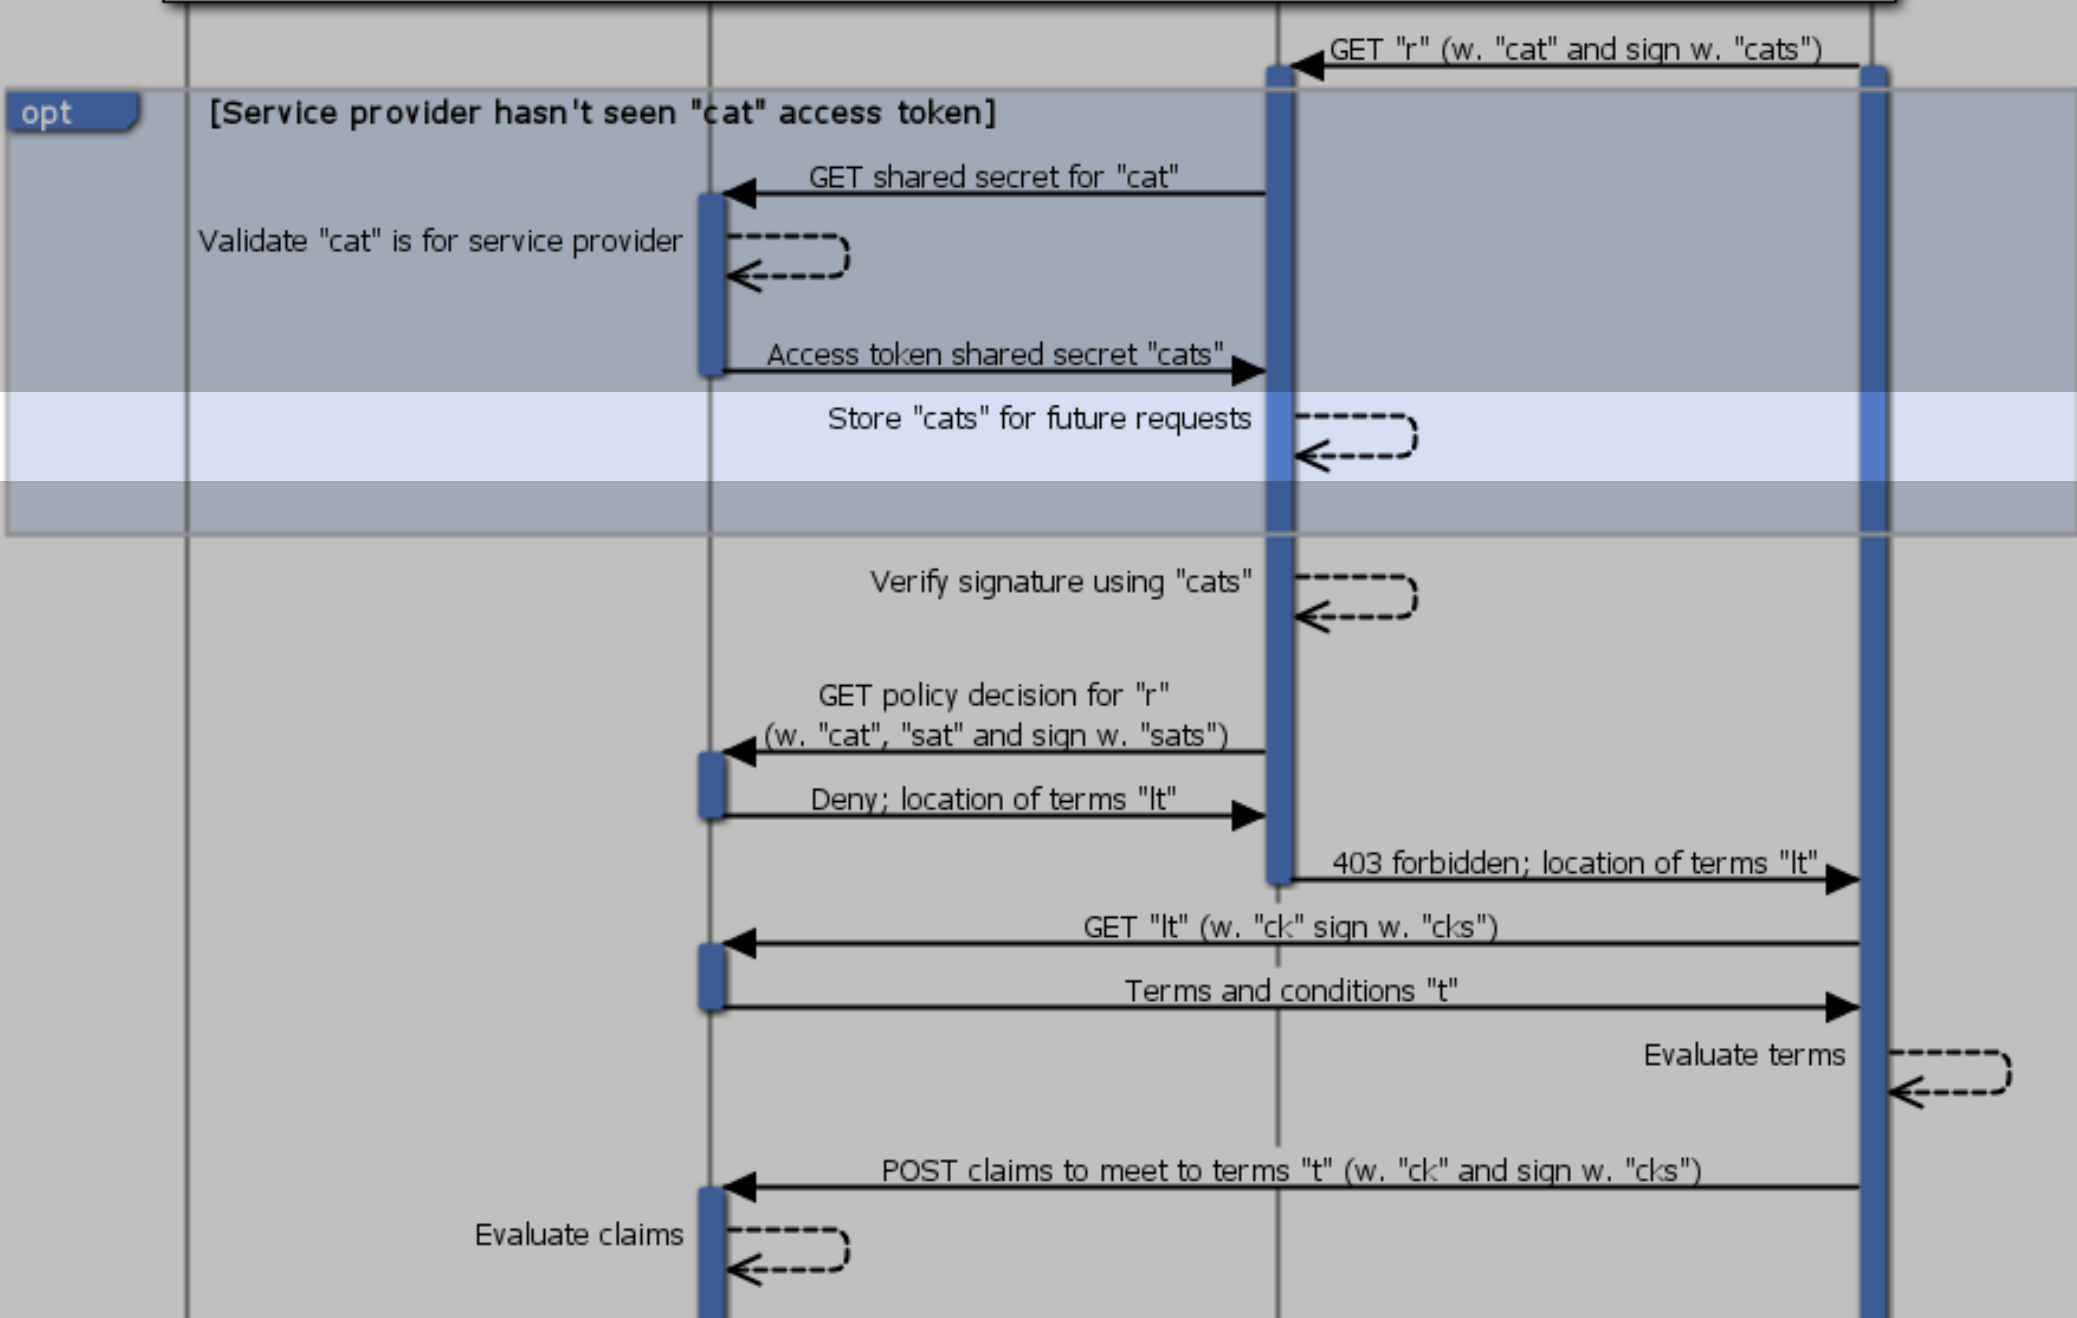 GET "r" (w. "cat" and sign w. "cats")
opt
[Service provider hasn't seen "cat" access token]
GET shared secret for "cat"
Validate "cat" is for service provider
Access token shared secret "cats"
Store "cats" for future requests
Verify signature using "cats"
GET policy decision for "r"
(w. "cat", "sat" and sign w. "sats")
Deny; location of terms "lt"
403 forbidden; location of terms "lt"
GET "lt" (w. "ck" sign w. "cks")
Terms and conditions "t"
Evaluate terms
POST claims to meet to terms "t" (w. "ck" and sign w. "cks")
Evaluate claims